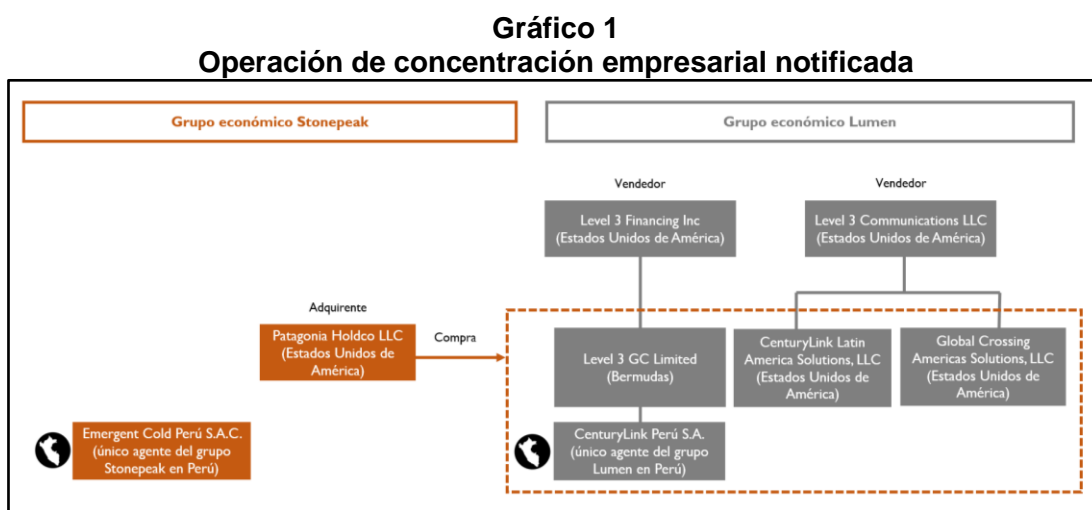 Gráfico 1
Operación de concentración empresarial notificada
Grupo económico Stonepeak
Grupo económico Lumen
Vendedor
Vendedor
Level 3 Financing Inc
(Estados Unidos de América)
Level 3 Communications LLC
(Estados Unidos de América)
Adquirente
Patagonia Holdco LLC
(Estados Unidos de
América)
Compra
Level 3 GC Limited
(Bermudas)
CenturyLink Latin
America Solutions, LLC
(Estados Unidos de
América)
Global Crossing
Americas Solutions, LLC
(Estados Unidos de
América)
Emergent Cold Perú S.A.C.
(único agente del grupo
Stonepeak en Perú)
CenturyLink Perú S.A.
(único agente del grupo
Lumen en Perú)